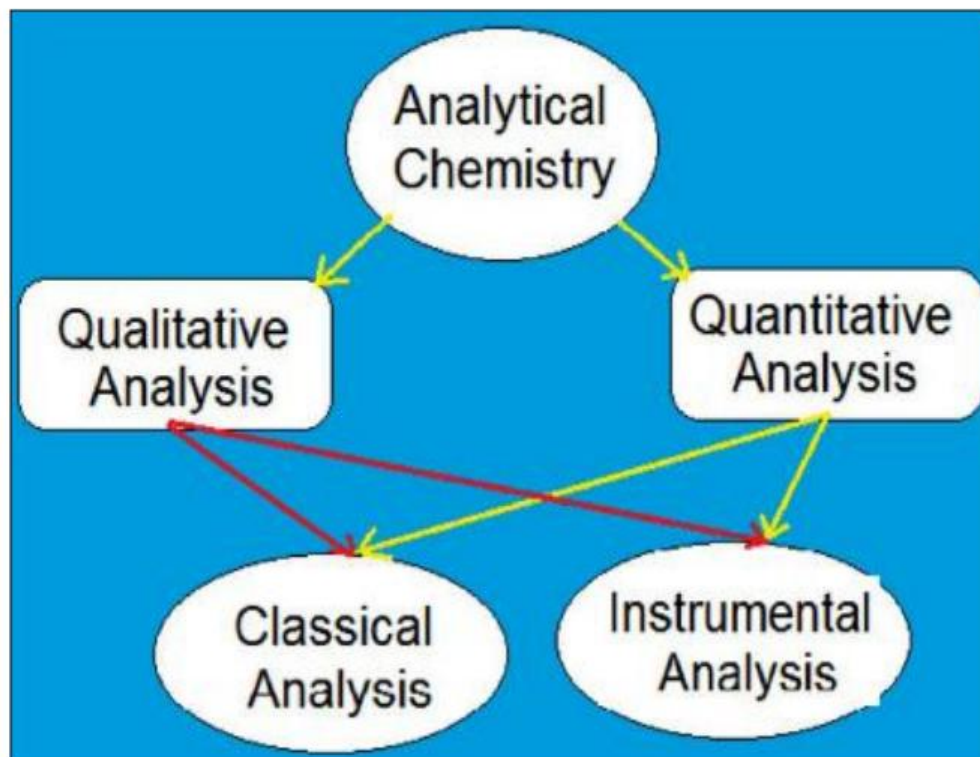 Analytical
Chemistry
Qualitative
Analysis
Quantitative
Analysis
Classical
Analysis
Instrumental
Analysis